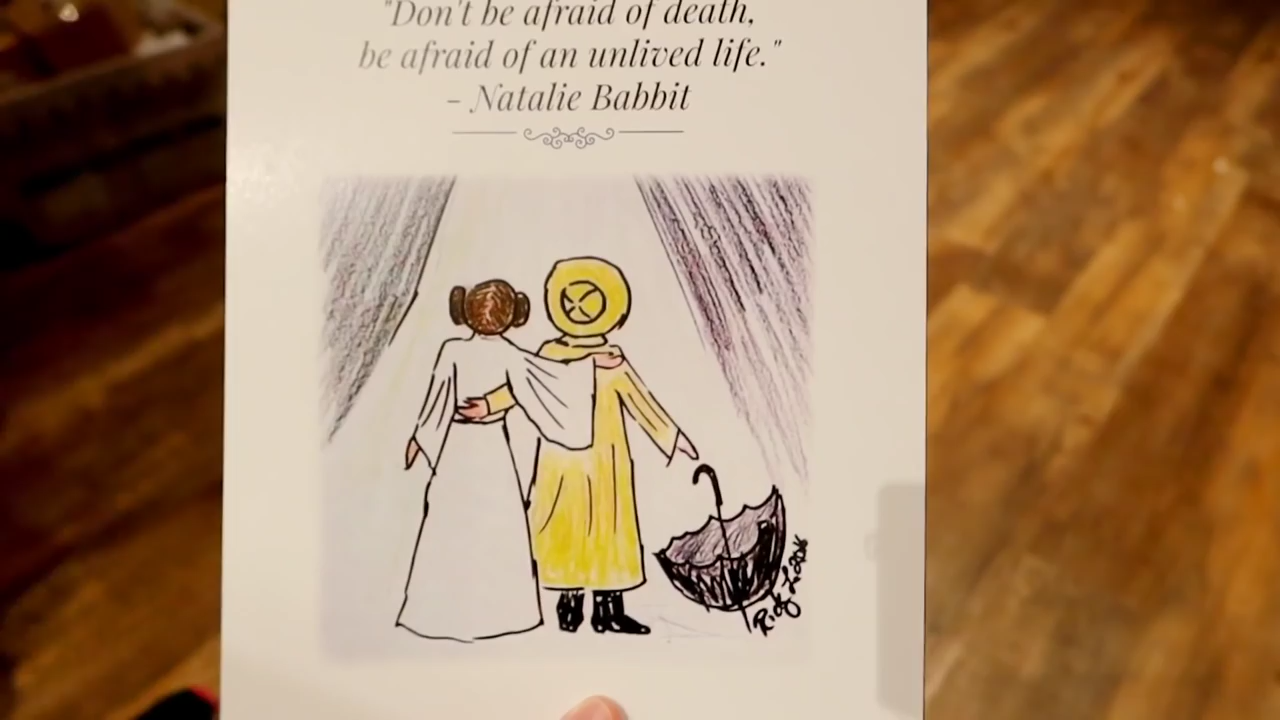 "Don't be afraid of death,
be afraid of an unlived life."
- Natalie Babbit